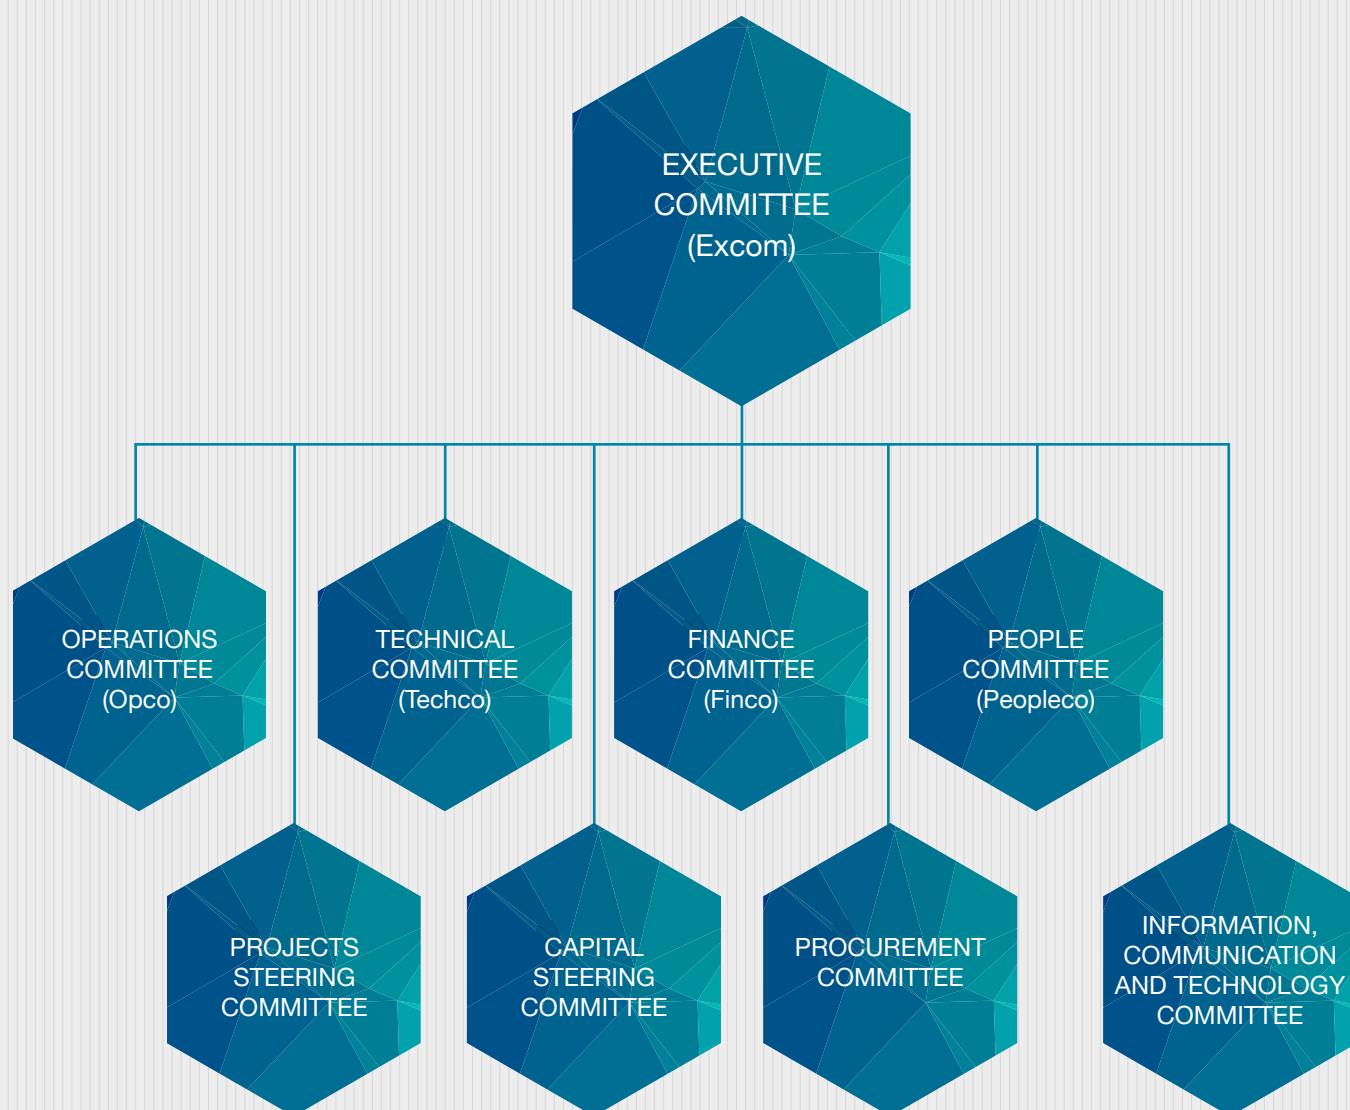 EXECUTIVE
COMMITTEE
(Excom)
OPERATIONS
COMMITTEE
(Opco)
TECHNICAL
COMMITTEE
(Techco)
FINANCE
COMMITTEE
(Finco)
PEOPLE
COMMITTEE
(Peopleco)
PROJECTS
STEERING
COMMITTEE
CAPITAL
STEERING
COMMITTEE
PROCUREMENT
COMMITTEE
INFORMATION,
COMMUNICATION
AND TECHNOLOGY
COMMITTEE